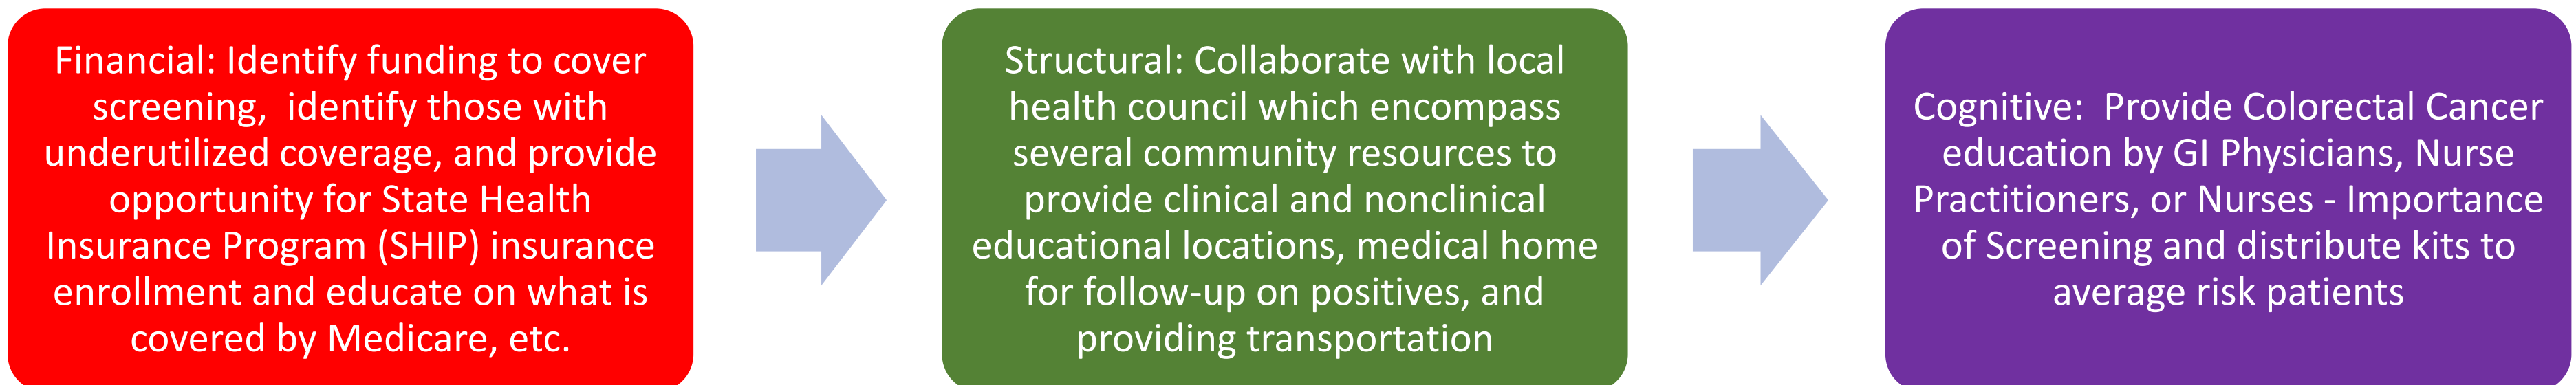 Financial: Identify funding to cover
screening,  identify those with
underutilized coverage, and provide
opportunity for State Health
Insurance Program (SHIP) insurance
enrollment and educate on what is
covered by Medicare, etc.
Structural: Collaborate with local
health council which encompass
several community resources to
provide clinical and nonclinical
educational locations, medical home
for follow-up on positives, and
providing transportation
Cognitive:  Provide Colorectal Cancer
education by GI Physicians, Nurse
Practitioners, or Nurses - Importance
of Screening and distribute kits to
average risk patients